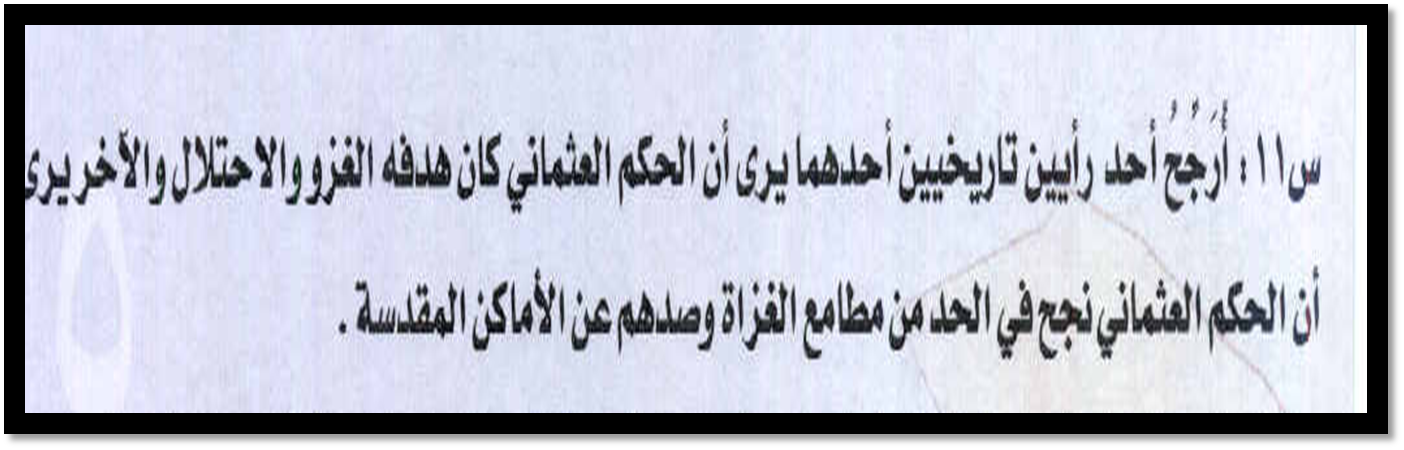 س١١ : أُرَجِّحُ أحد رأيين تاريخيين أحدهما يرى أن الحكم العثماني كان هدفه الغزو والاحتلال والآخر يرى
أن الحكم العثماني نجح في الحد من مطامع الغزاة وصدهم عن الأماكن المقدسة .